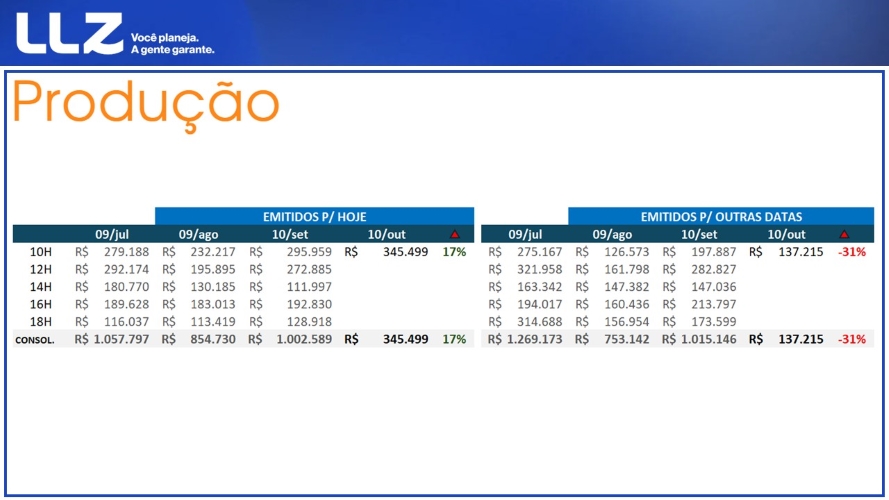 LLZ Você planeja.
A gente garante.
Produção
EMITIDOS P/ HOJE EMITIDOS P/ OUTRAS DATAS
09/jul 09/ago 10/set 10/out ▲ 09/jul 09/ago 10/set 10/out ▲
10H R$ 279.188 R$ 232.217 R$ 295.959 R$ 345.499 17% R$ 275.167 R$ 126.573 R$ 197.887 R$ 137.215 -31%
12H R$ 292.174 R$ 195.895 R$ 272.885 R$ 321.958 R$ 161.798 R$ 282.827
14H R$ 180.770 R$ 130.185 R$ 111.997 R$ 163.342 R$ 147.382 R$ 147.036
16H R$ 189.628 R$ 183.013 R$ 192.830 R$ 194.017 R$ 160.436 R$ 213.797
18H R$ 116.037 R$ 113.419 R$ 128.918 R$ 314.688 R$ 156.954 R$ 173.599
CONSOL. R$ 1.057.797 R$ 854.730 R$ 1.002.589 R$ 345.499 17% R$ 1.269.173 R$ 753.142 R$ 1.015.146 R$ 137.215 -31%